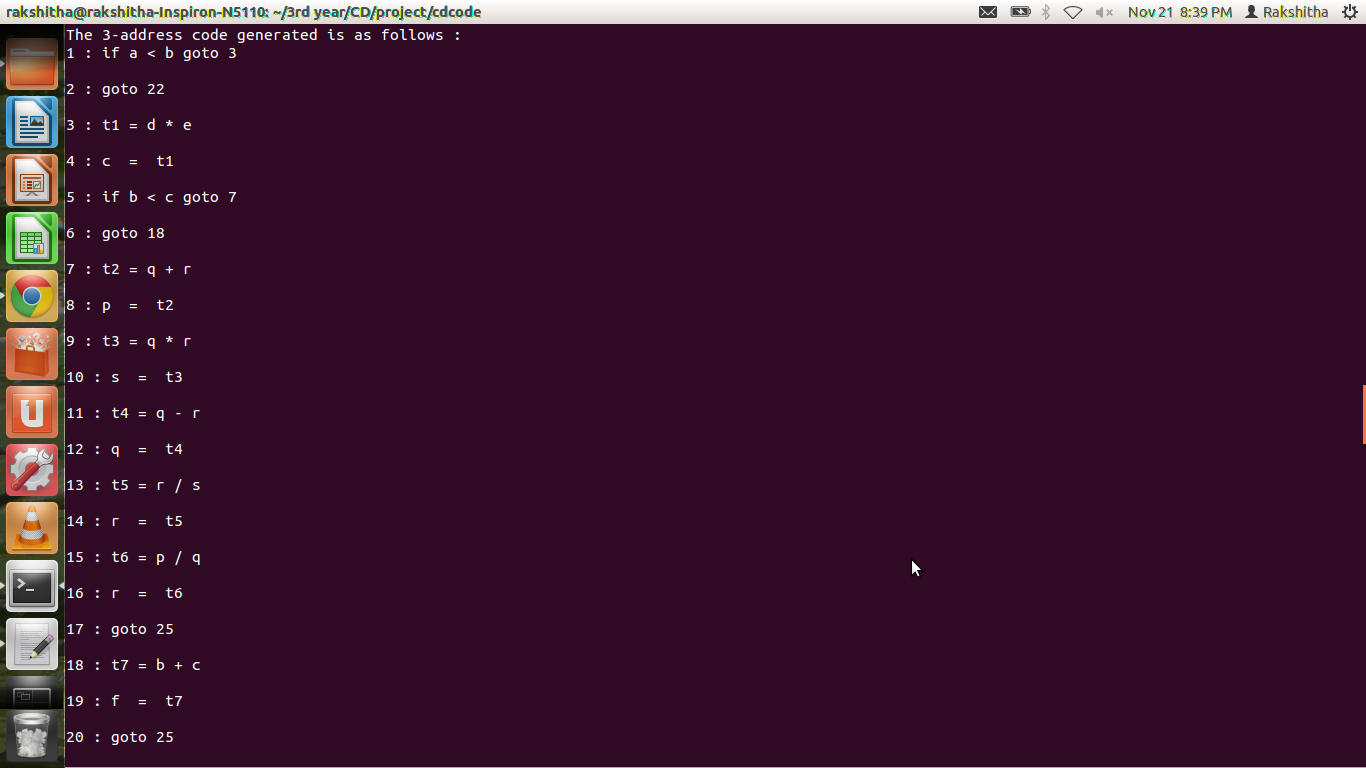 rakshitha@rakshitha-Inspiron-N5110: ~/3rd year/CD/project/cdcode Nov 21 8:39 PM Rakshitha
The 3-address code generated is as follows :
1 : if a < b goto 3
2 : goto 22
3 : t1 = d * e
4 : c  =  t1
5 : if b < c goto 7
6 : goto 18
7 : t2 = q + r
8 : p  =  t2
9 : t3 = q * r
10 : s  =  t3
11 : t4 = q - r
12 : q  =  t4
13 : t5 = r / s
14 : r  =  t5
15 : t6 = p / q
16 : r  =  t6
17 : goto 25
18 : t7 = b + c
19 : f  =  t7
20 : goto 25